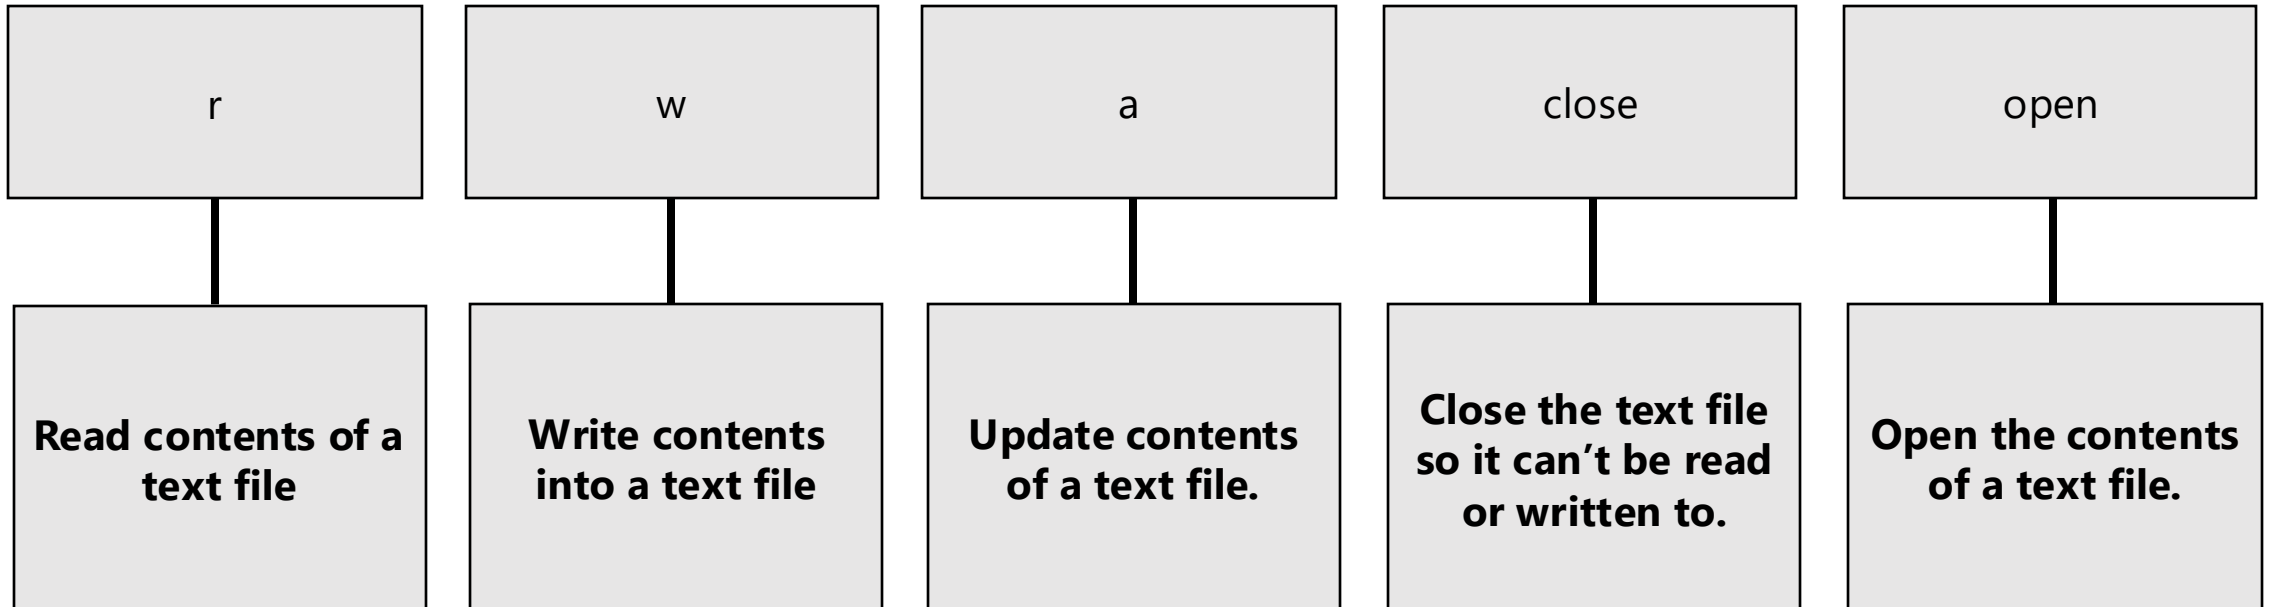 r
w
a
close
open
Read contents of a
text file
Write contents
into a text file
Update contents
of a text file.
Close the text file
so it can’t be read
or written to.
Open the contents
of a text file.